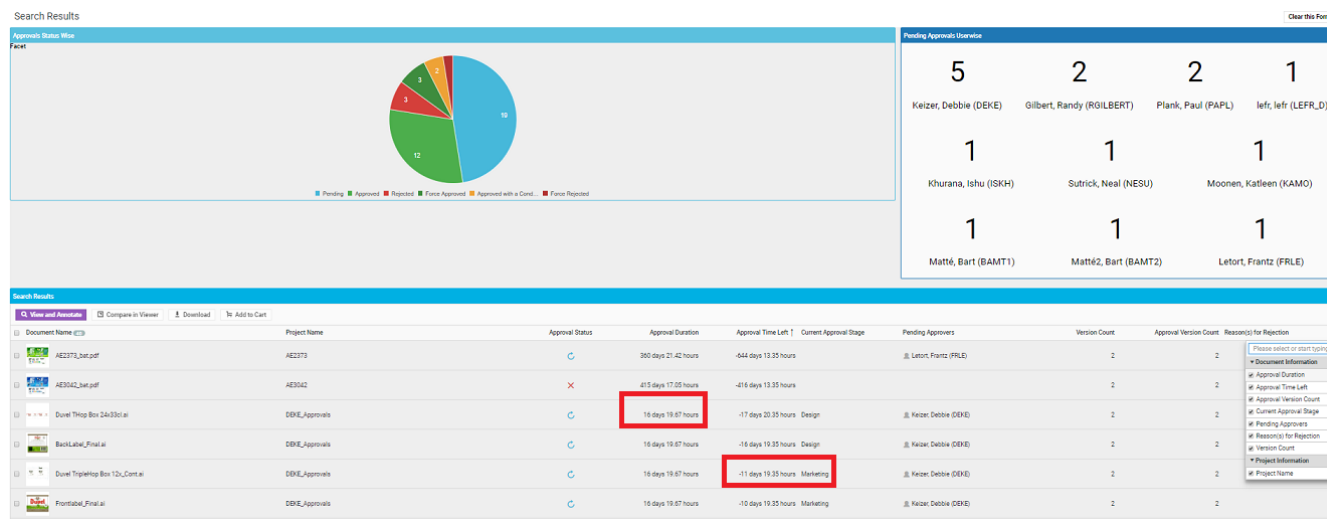 Search Results
Clear this For
Approvals Status Wise
Facet
2
3
3
19
12
Pending Approved Rejected Force Approved Approved with a Cond... Force Rejected
Pending Approvals Userwise
5 2 2 1
Keizer, Debbie (DEKE) Gilbert, Randy (RGILBERT) Plank, Paul (PAPL) lefr, lefr (LEFR_D)
1 1 1
Khurana, Ishu (ISKH) Sutrick, Neal (NESU) Moonen, Katleen (KAMO)
1 1 1
Matté, Bart (BAMT1) Matté2, Bart (BAMT2) Letort, Frantz (FRLE)
Search Results
View and Annotate Compare in Viewer Download Add to Cart
Document Name Project Name Approval Status Approval Duration Approval Time Left Current Approval Stage Pending Approvers Version Count Approval Version Count Reason(s) for Rejection
AE2373_bat.pdf AE2373 360 days 21.42 hours -644 days 13.35 hours Letort, Frantz (FRLE) 2 2
AE3042_bat.pdf AE3042 415 days 17.05 hours -416 days 13.35 hours 2 2
Duvel THop Box 24x33cl.ai DEKE_Approvals 16 days 19.67 hours -17 days 20.35 hours Design Keizer, Debbie (DEKE) 2 2
BackLabel_Final.ai DEKE_Approvals 16 days 19.67 hours -16 days 19.35 hours Design Keizer, Debbie (DEKE) 2 2
Duvel TripleHop Box 12x_Cont.ai DEKE_Approvals 16 days 19.67 hours -11 days 19.35 hours Marketing Keizer, Debbie (DEKE) 2 2
Frontlabel_Final.ai DEKE_Approvals 16 days 19.67 hours -10 days 19.35 hours Marketing Keizer, Debbie (DEKE) 2 2
Please select or start typing
Document Information
Approval Duration
Approval Time Left
Approval Version Count
Current Approval Stage
Pending Approvers
Reason(s) for Rejection
Version Count
Project Information
Project Name